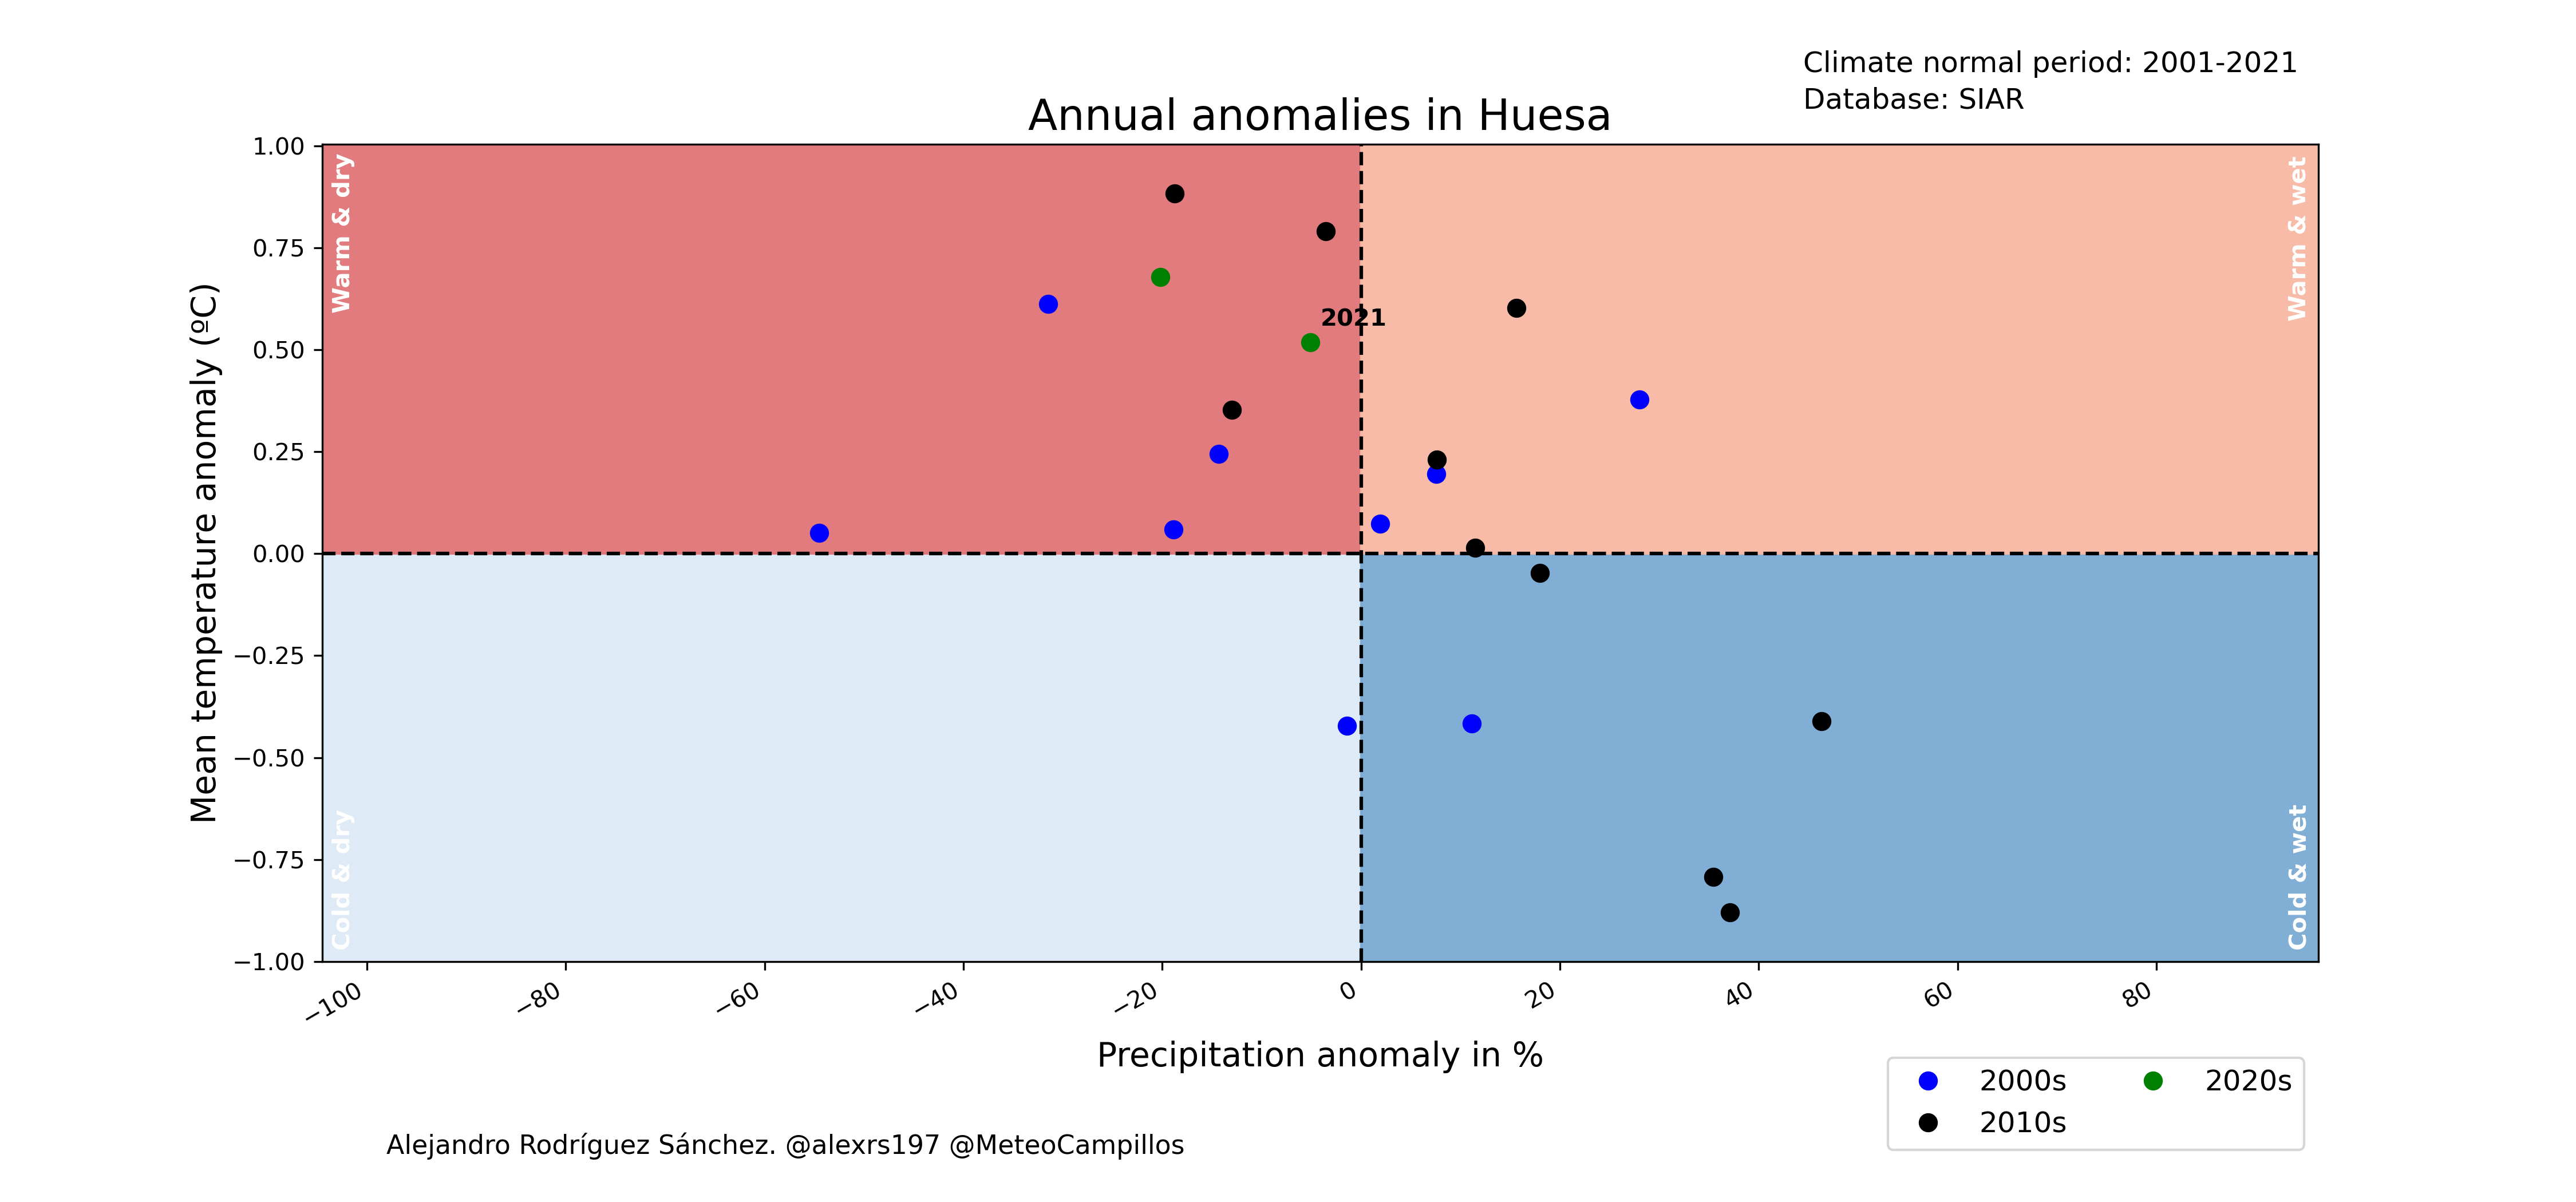 Climate normal period: 2001-2021
Database: SIAR
Annual anomalies in Huesa
Mean temperature anomaly (ºC)
1.00
0.75
0.50
0.25
0.00
−0.25
−0.50
−0.75
−1.00
Warm & dry
Warm & wet
2021
Cold & dry
Cold & wet
−100
−80
−60
−40
−20
0
20
40
60
80
Precipitation anomaly in %
2000s
2010s
2020s
Alejandro Rodríguez Sánchez. @alexrs197 @MeteoCampillos